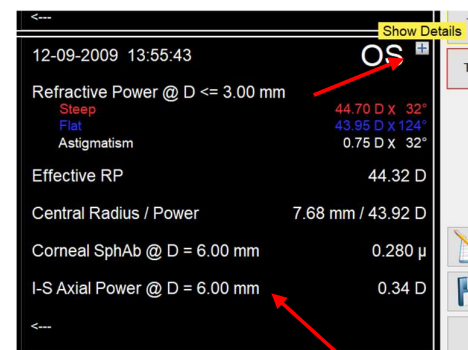 <---
Show Details
12-09-2009 13:55:43 OS
Refractive Power @ D <= 3.00 mm
Steep 44.70 D x 32°
Flat 43.95 D x 124°
Astigmatism 0.75 D x 32°
Effective RP 44.32 D
Central Radius / Power 7.68 mm / 43.92 D
Corneal SphAb @ D = 6.00 mm 0.280 µ
I-S Axial Power @ D = 6.00 mm 0.34 D
<---